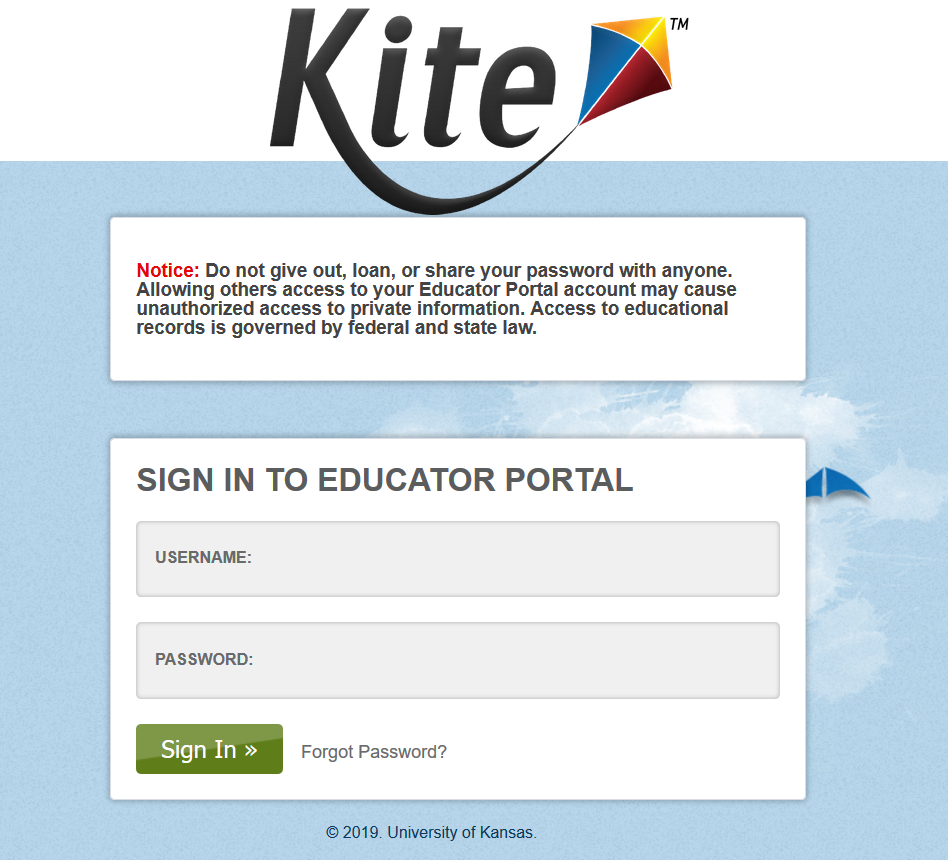 Kite™
Notice: Do not give out, loan, or share your password with anyone.
Allowing others access to your Educator Portal account may cause
unauthorized access to private information. Access to educational
records is governed by federal and state law.
SIGN IN TO EDUCATOR PORTAL
USERNAME:
PASSWORD:
Sign In »
Forgot Password?
© 2019. University of Kansas.